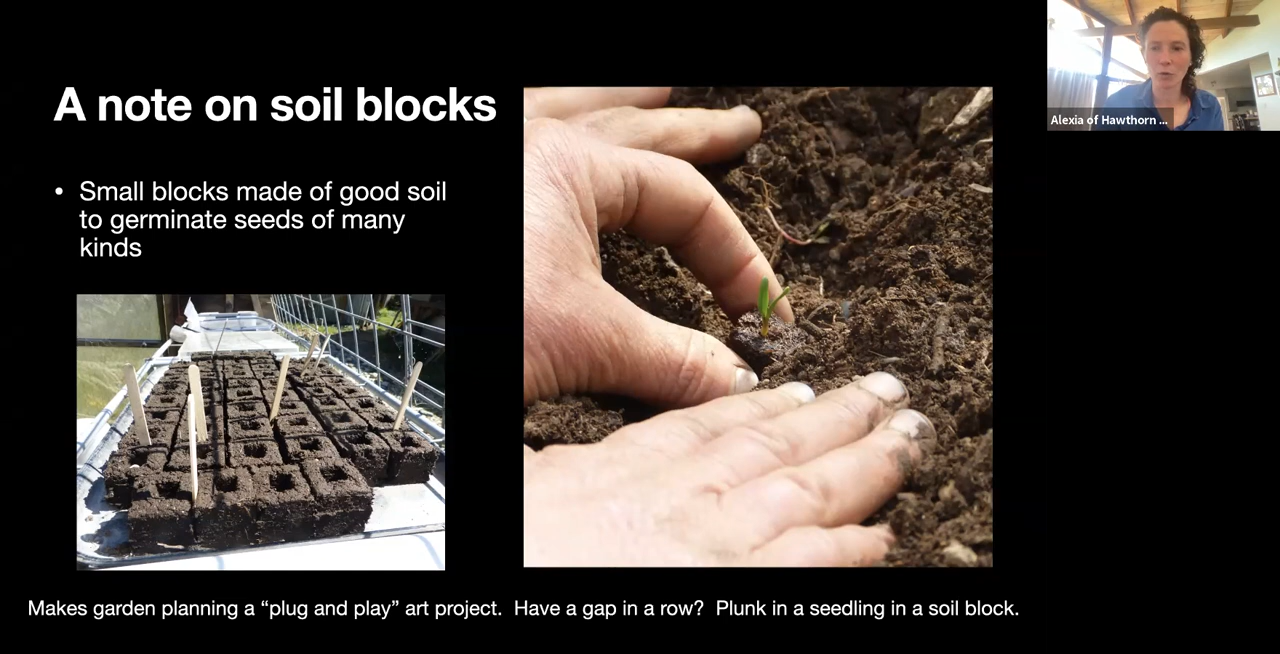 A note on soil blocks
• Small blocks made of good soil
to germinate seeds of many
kinds
Makes garden planning a “plug and play” art project.  Have a gap in a row?  Plunk in a seedling in a soil block.
Alexia of Hawthorn ...